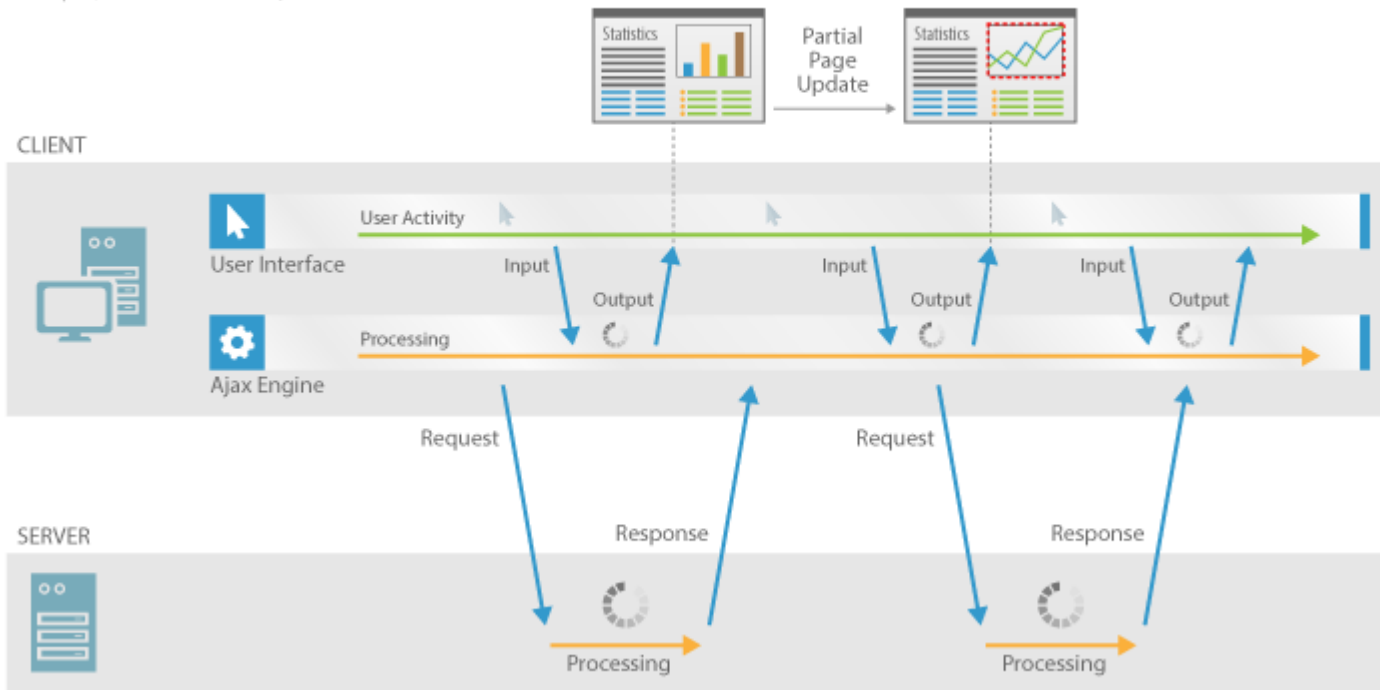 Statistics
Partial
Page
Update
Statistics
CLIENT
User Activity
User Interface
Input
Input
Input
Output
Output
Output
Processing
Ajax Engine
Request
Request
SERVER
Response
Response
Processing
Processing